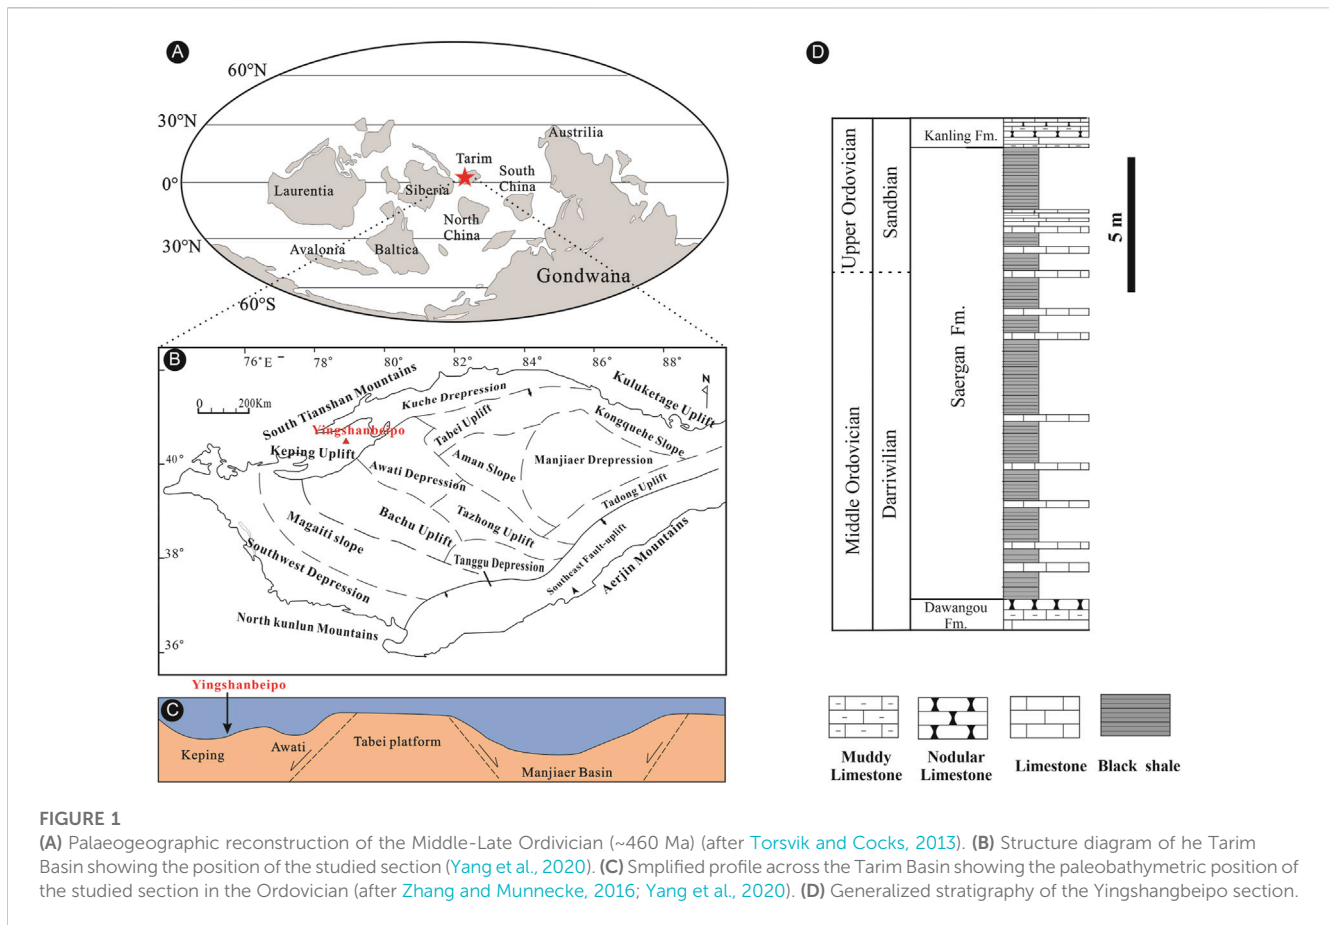 A
60°N
30°N
0°
30°N
60°S
Austrilia
Tarim
South
China
Laurentia
Siberia
North
China
Avalonia
Baltica
Gondwana
B
76°E
78°
80°
82°
84°
86°
88°
40°
38°
36°
0 200Km
N
South Tianshan Mountains
Kuche Drepression
Kuluketage Uplift
Yingshanbeipo
Keping Uplift
Tabei Uplift
Kongquehe Slope
Awati Depression
Aman Slope
Manjiaer Drepression
Tadong Uplift
Magaiti slope
Bachu Uplift
Tazhong Uplift
Southwest Depression
Tanggu Depression
Southeast Fault-uplift
Aerjin Mountains
North kunlun Mountains
Yingshanbeipo
C
Keping
Awati
Tabei platform
Manjiaer Basin
D
Upper Ordovician
Sandbian
Middle Ordovician
Darriwilian
Kanling Fm.
Saergan Fm.
Dawangou
Fm.
5 m
Muddy
Limestone
Nodular
Limestone
Limestone
Black shale
FIGURE 1
(A) Palaeogeographic reconstruction of the Middle-Late Ordivician (~460 Ma) (after Torsvik and Cocks, 2013). (B) Structure diagram of he Tarim
Basin showing the position of the studied section (Yang et al., 2020). (C) Smplified profile across the Tarim Basin showing the paleobathymetric position of
the studied section in the Ordovician (after Zhang and Munnecke, 2016; Yang et al., 2020). (D) Generalized stratigraphy of the Yingshangbeipo section.